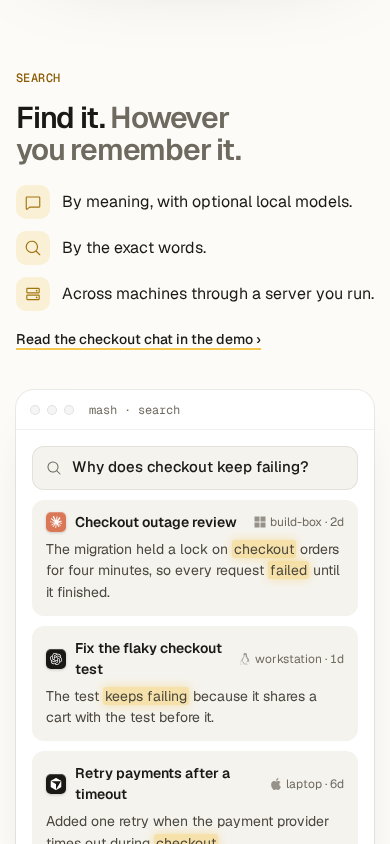 SEARCH
Find it. However
you remember it.
By meaning, with optional local models.
By the exact words.
Across machines through a server you run.
Read the checkout chat in the demo ›
mash · search
Why does checkout keep failing?
Checkout outage review
build-box · 2d
The migration held a lock on checkout orders
for four minutes, so every request failed until
it finished.
Fix the flaky checkout
test
workstation · 1d
The test keeps failing because it shares a
cart with the test before it.
Retry payments after a
timeout
laptop · 6d
Added one retry when the payment provider
times out during checkout